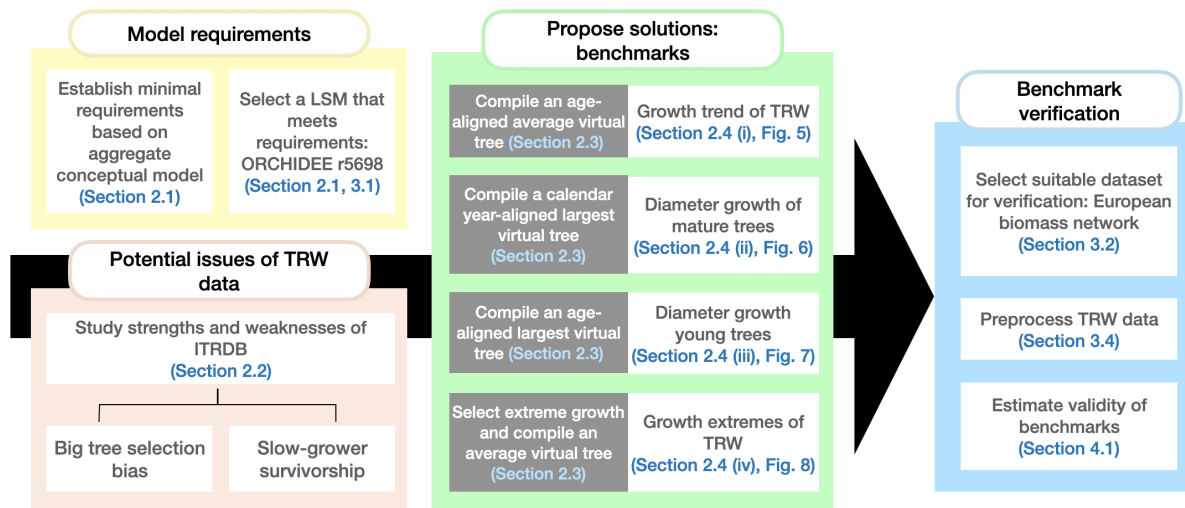 Model requirements
Establish minimal
requirements
based on
aggregate
conceptual model
(Section 2.1)
Select a LSM that
meets
requirements:
ORCHIDEE r5698
(Section 2.1, 3.1)
Potential issues of TRW
data
Study strengths and weaknesses of
ITRDB
(Section 2.2)
Big tree selection
bias
Slow-grower
survivorship
Propose solutions:
benchmarks
Compile an age-
aligned average virtual
tree (Section 2.3)
Growth trend of TRW
(Section 2.4 (i), Fig. 5)
Compile a calendar
year-aligned largest
virtual tree
(Section 2.3)
Diameter growth of
mature trees
(Section 2.4 (ii), Fig. 6)
Compile an age-
aligned largest virtual
tree (Section 2.3)
Diameter growth
young trees
(Section 2.4 (iii), Fig. 7)
Select extreme growth
and compile an
average virtual tree
(Section 2.3)
Growth extremes of
TRW
(Section 2.4 (iv), Fig. 8)
Benchmark
verification
Select suitable dataset
for verification: European
biomass network
(Section 3.2)
Preprocess TRW data
(Section 3.4)
Estimate validity of
benchmarks
(Section 4.1)